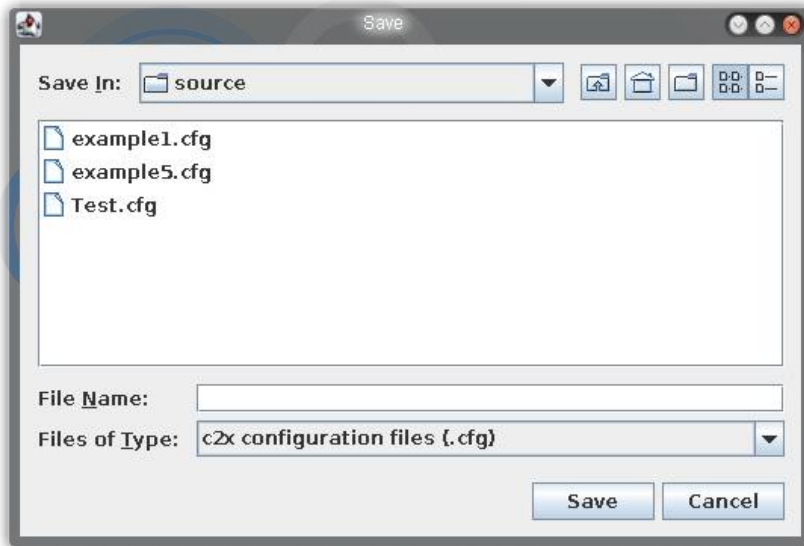 Save
Save In: source
example1.cfg
example5.cfg
Test.cfg
File Name:
Files of Type: c2x configuration files (.cfg)
Save Cancel